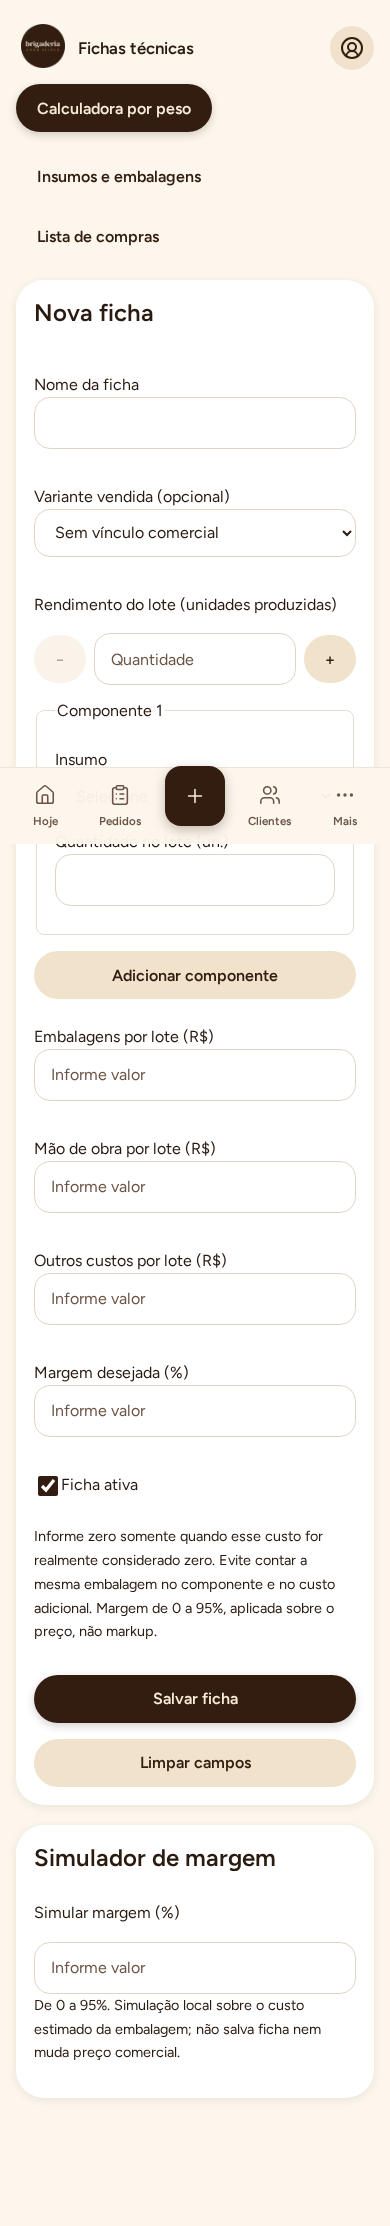 brigaderia
Fichas técnicas
Calculadora por peso
Insumos e embalagens
Lista de compras
Nova ficha
Nome da ficha
Variante vendida (opcional)
Sem vínculo comercial
Rendimento do lote (unidades produzidas)
- Quantidade +
Componente 1
Insumo
Selecione
Hoje Pedidos + Clientes Mais
Quantidade no lote (un.)
Adicionar componente
Embalagens por lote (R$)
Informe valor
Mão de obra por lote (R$)
Informe valor
Outros custos por lote (R$)
Informe valor
Margem desejada (%)
Informe valor
Ficha ativa
Informe zero somente quando esse custo for
realmente considerado zero. Evite contar a
mesma embalagem no componente e no custo
adicional. Margem de 0 a 95%, aplicada sobre o
preço, não markup.
Salvar ficha
Limpar campos
Simulador de margem
Simular margem (%)
Informe valor
De 0 a 95%. Simulação local sobre o custo
estimado da embalagem; não salva ficha nem
muda preço comercial.